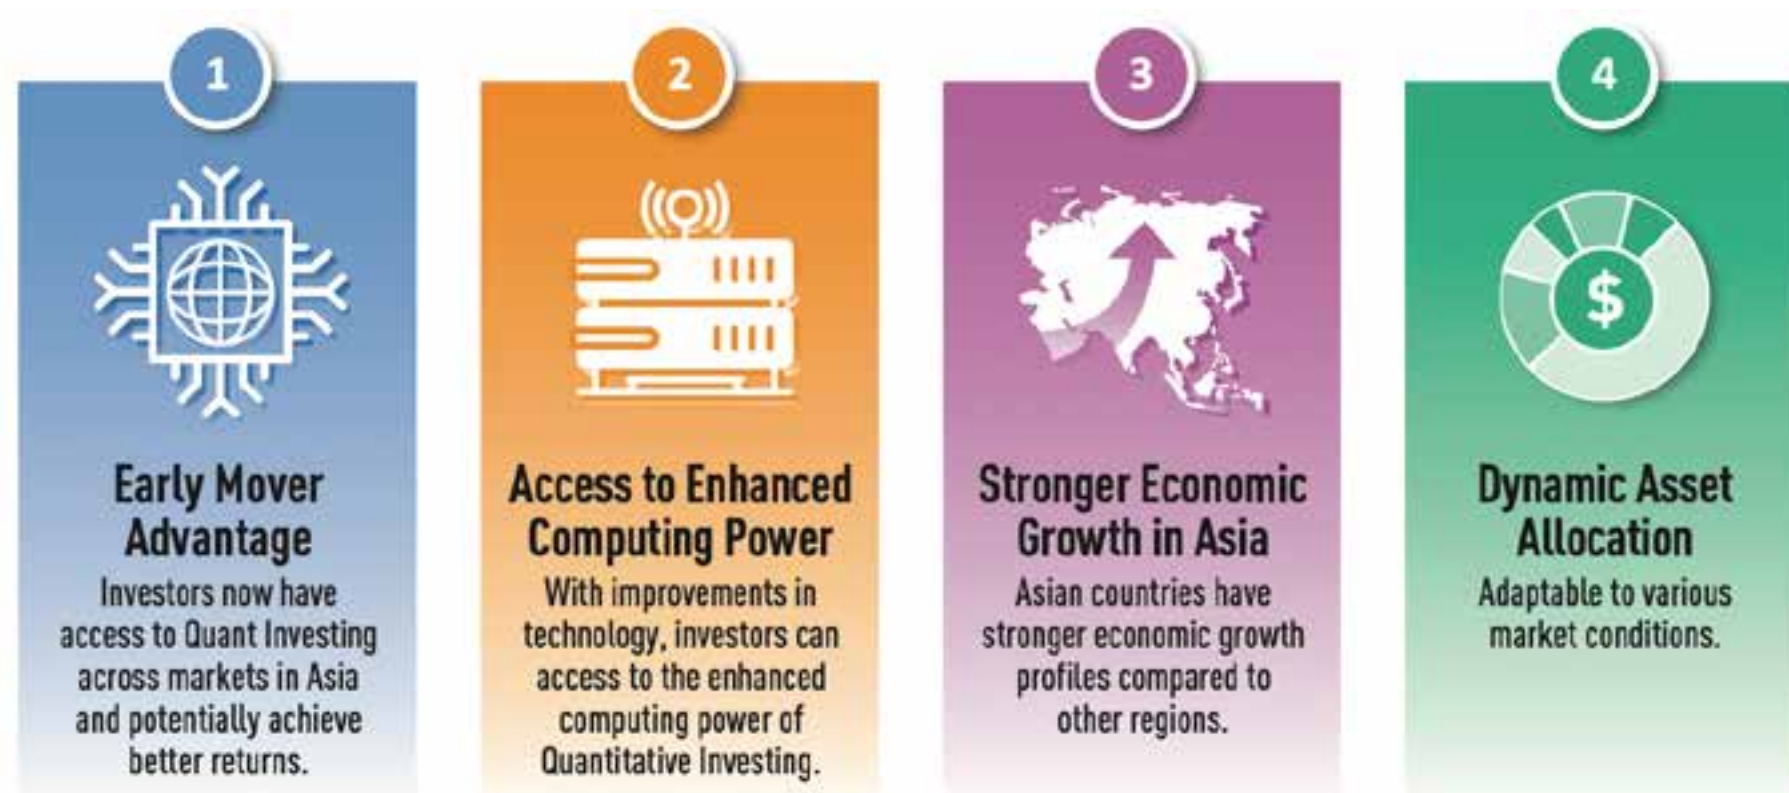 1
Early Mover
Advantage
Investors now have
access to Quant Investing
across markets in Asia
and potentially achieve
better returns.
2
Access to Enhanced
Computing Power
With improvements in
technology, investors can
access to the enhanced
computing power of
Quantitative Investing.
3
Stronger Economic
Growth in Asia
Asian countries have
stronger economic growth
profiles compared to
other regions.
4
$
Dynamic Asset
Allocation
Adaptable to various
market conditions.